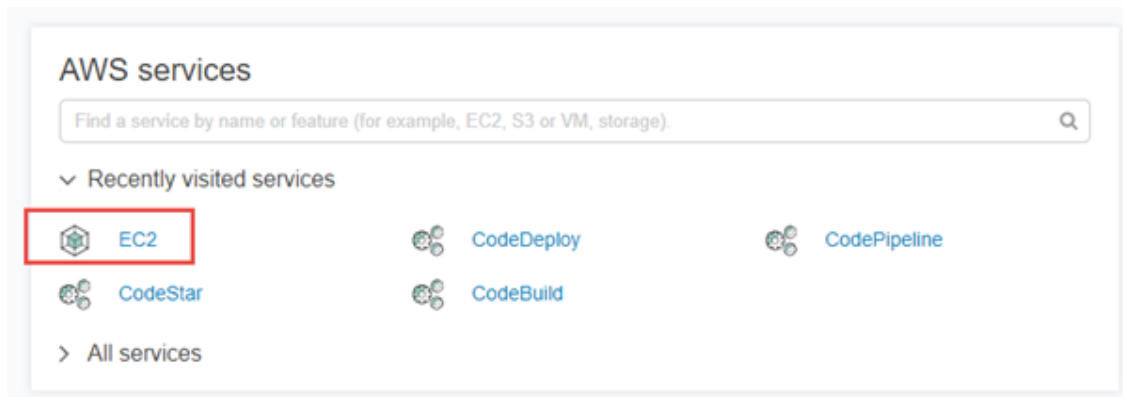 AWS services
Find a service by name or feature (for example, EC2, S3 or VM, storage).
Recently visited services
EC2 CodeDeploy CodePipeline
CodeStar CodeBuild
All services